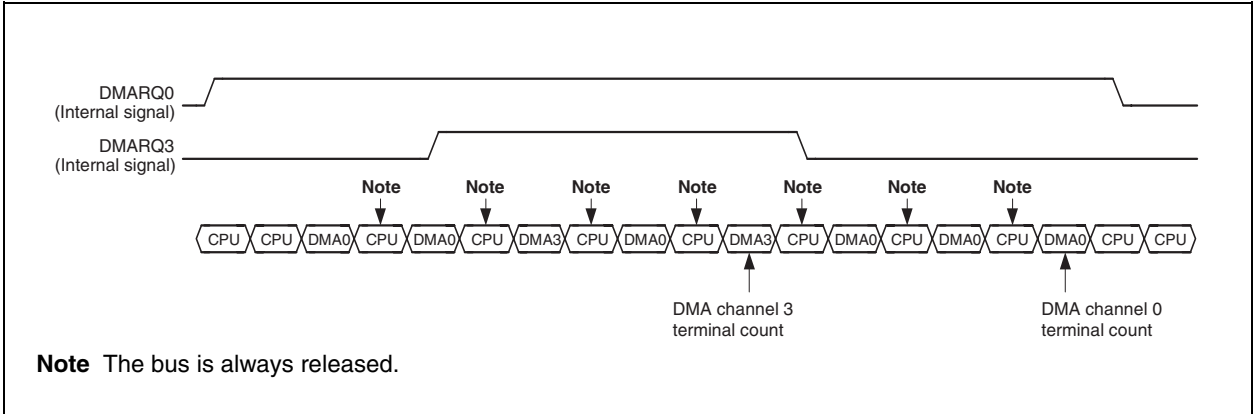 DMARQ0
(Internal signal)
DMARQ3
(Internal signal)
Note Note Note Note Note Note Note
CPU CPU DMA0 CPU DMA0 CPU DMA3 CPU DMA0 CPU DMA3 CPU DMA0 CPU DMA0 CPU DMA0 CPU CPU
DMA channel 3
terminal count
DMA channel 0
terminal count
Note The bus is always released.